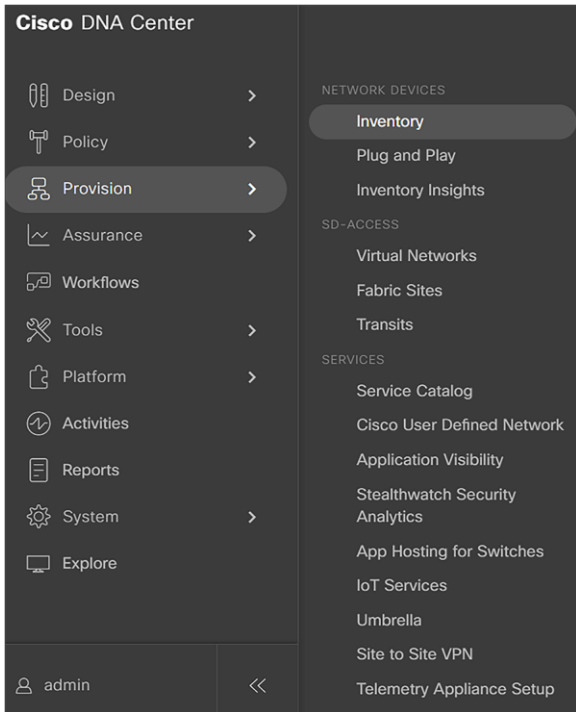 Cisco DNA Center
Design
Policy
Provision
Assurance
Workflows
Tools
Platform
Activities
Reports
System
Explore
admin
NETWORK DEVICES
Inventory
Plug and Play
Inventory Insights
SD-ACCESS
Virtual Networks
Fabric Sites
Transits
SERVICES
Service Catalog
Cisco User Defined Network
Application Visibility
Stealthwatch Security
Analytics
App Hosting for Switches
IoT Services
Umbrella
Site to Site VPN
Telemetry Appliance Setup